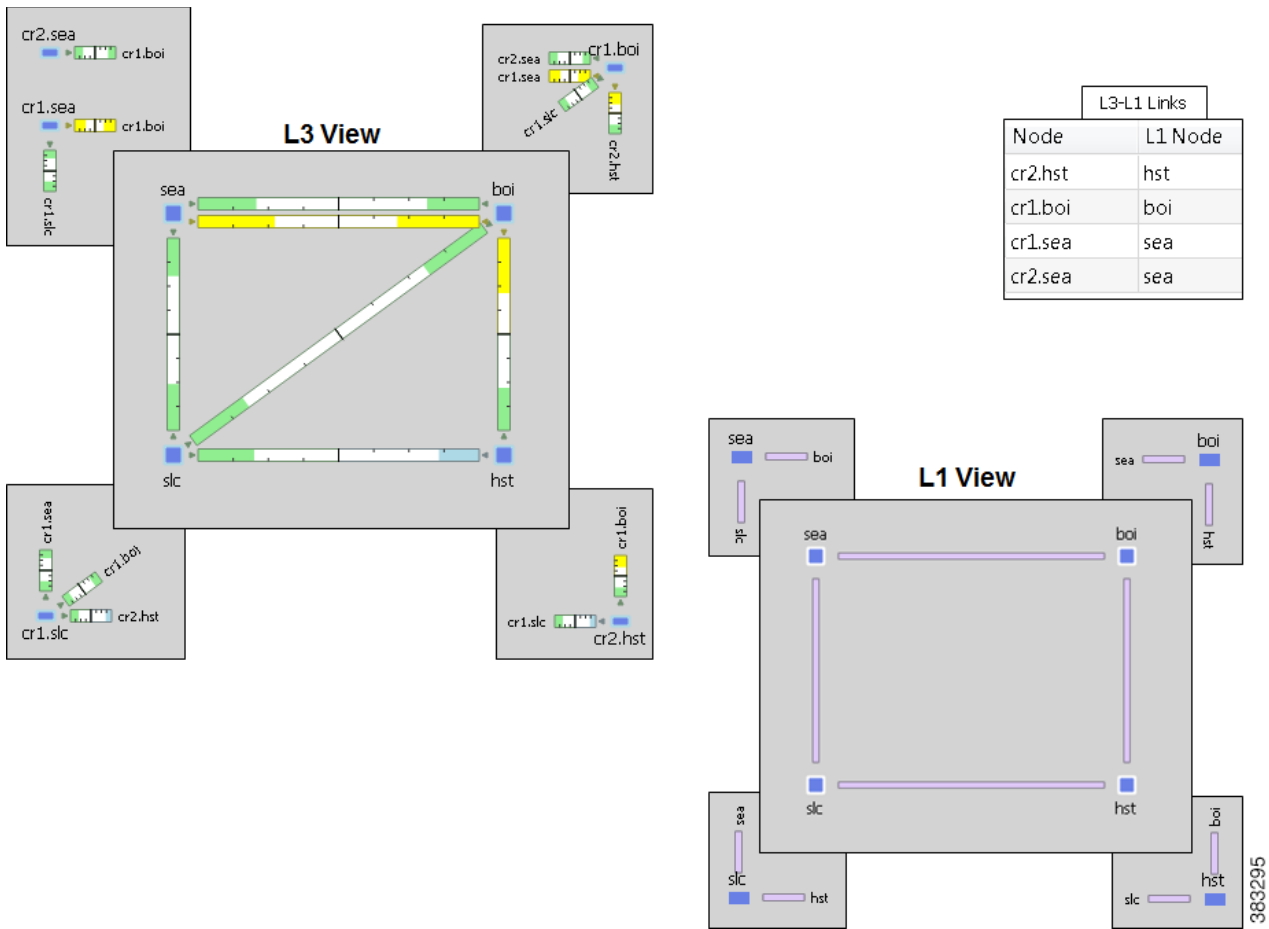 cr2.sea
cr1.boi
cr1.sea
cr1.boi
cr1.slc
L3 View
cr1.boi
cr2.sea
cr1.sea
cr1.slc
cr2.hst
sea
boi
slc
hst
cr1.sea
cr1.boi
cr2.hst
cr1.slc
cr1.boi
cr1.slc
cr2.hst
L3-L1 Links
Node L1 Node
cr2.hst hst
cr1.boi boi
cr1.sea sea
cr2.sea sea
sea
boi
slc
L1 View
boi
sea
hst
sea
boi
slc
hst
sea
slc
hst
boi
hst
slc
383295